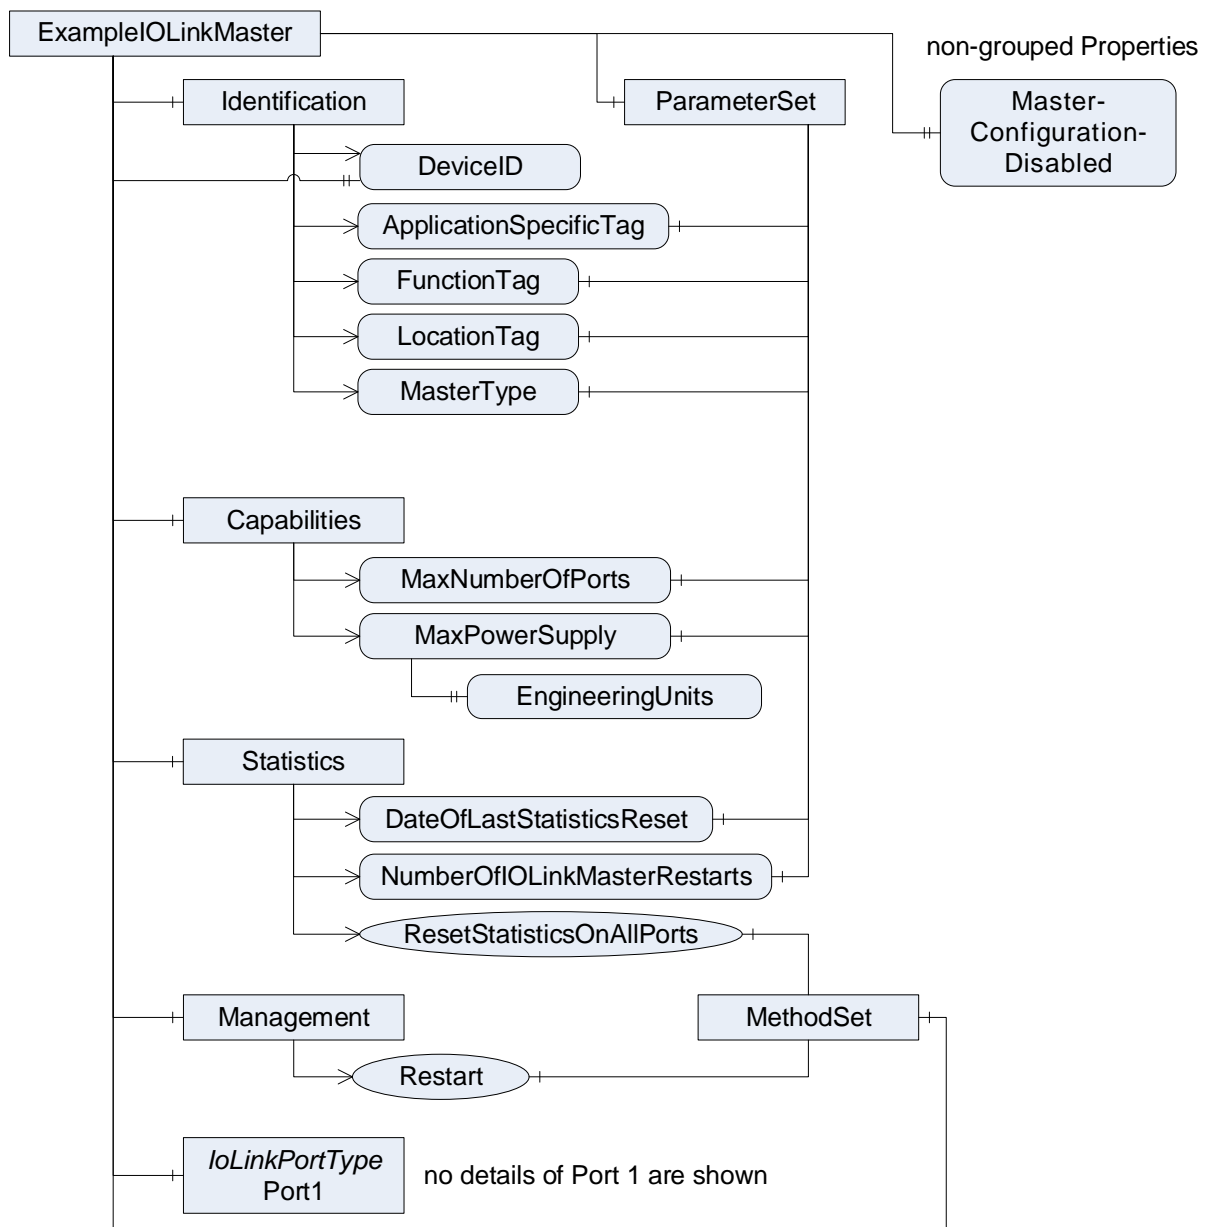 ExampleIOLinkMaster
non-grouped Properties
Identification
ParameterSet
Master-
Configuration-
Disabled
DeviceID
ApplicationSpecificTag
FunctionTag
LocationTag
MasterType
Capabilities
MaxNumberOfPorts
MaxPowerSupply
EngineeringUnits
Statistics
DateOfLastStatisticsReset
NumberOfIOLinkMasterRestarts
ResetStatisticsOnAllPorts
Management
MethodSet
Restart
IoLinkPortType
Port1
no details of Port 1 are shown